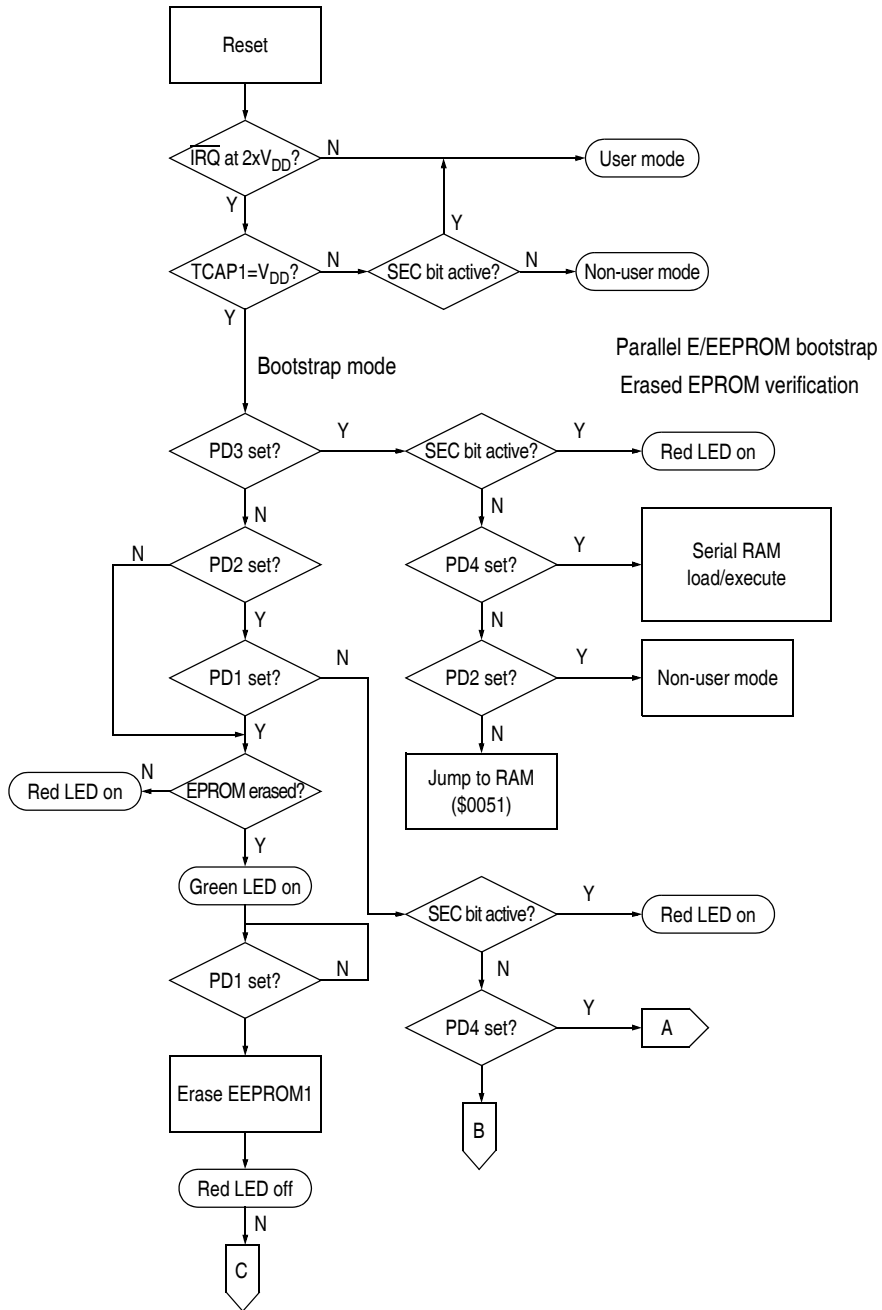 Reset
IRQ at 2xVDD?
N
User mode
Y
Y
TCAP1=VDD?
N
SEC bit active?
N
Non-user mode
Y
Bootstrap mode
Parallel E/EEPROM bootstrap
Erased EPROM verification
PD3 set?
Y
SEC bit active?
Y
Red LED on
N
N
N
PD2 set?
PD4 set?
Y
Serial RAM
load/execute
Y
N
PD1 set?
N
PD2 set?
Y
Non-user mode
Y
N
Red LED on
N
EPROM erased?
Jump to RAM
($0051)
Y
Green LED on
SEC bit active?
Y
Red LED on
PD1 set?
N
N
PD4 set?
Y
A
Erase EEPROM1
B
Red LED off
N
C